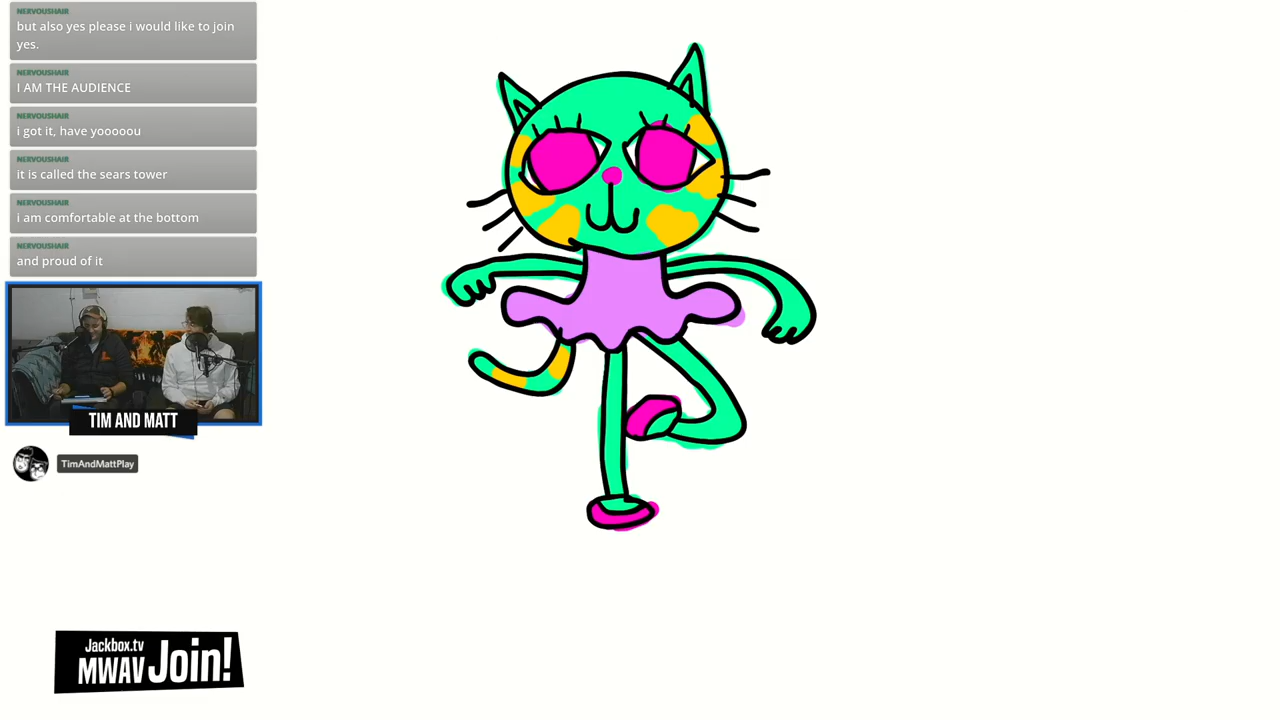 NERVOUSHAIR
but also yes please i would like to join
yes.
NERVOUSHAIR
I AM THE AUDIENCE
NERVOUSHAIR
i got it, have yooooou
NERVOUSHAIR
it is called the sears tower
NERVOUSHAIR
i am comfortable at the bottom
NERVOUSHAIR
and proud of it
TIM AND MATT
TimAndMattPlay
Jackbox.tv
MWAV Join!